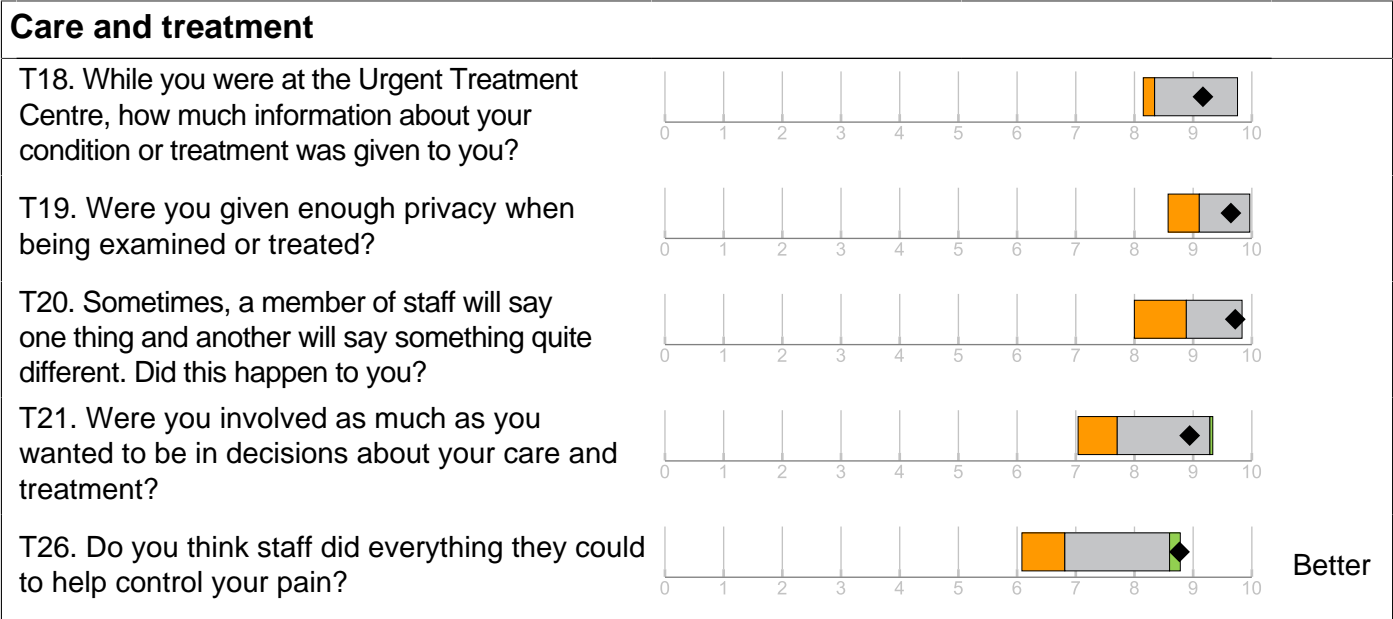 Care and treatment
T18. While you were at the Urgent Treatment
Centre, how much information about your
condition or treatment was given to you?
0 1 2 3 4 5 6 7 8 9 10
T19. Were you given enough privacy when
being examined or treated?
0 1 2 3 4 5 6 7 8 9 10
T20. Sometimes, a member of staff will say
one thing and another will say something quite
different. Did this happen to you?
0 1 2 3 4 5 6 7 8 9 10
T21. Were you involved as much as you
wanted to be in decisions about your care and
treatment?
0 1 2 3 4 5 6 7 8 9 10
T26. Do you think staff did everything they could
to help control your pain?
0 1 2 3 4 5 6 7 8 9 10
Better